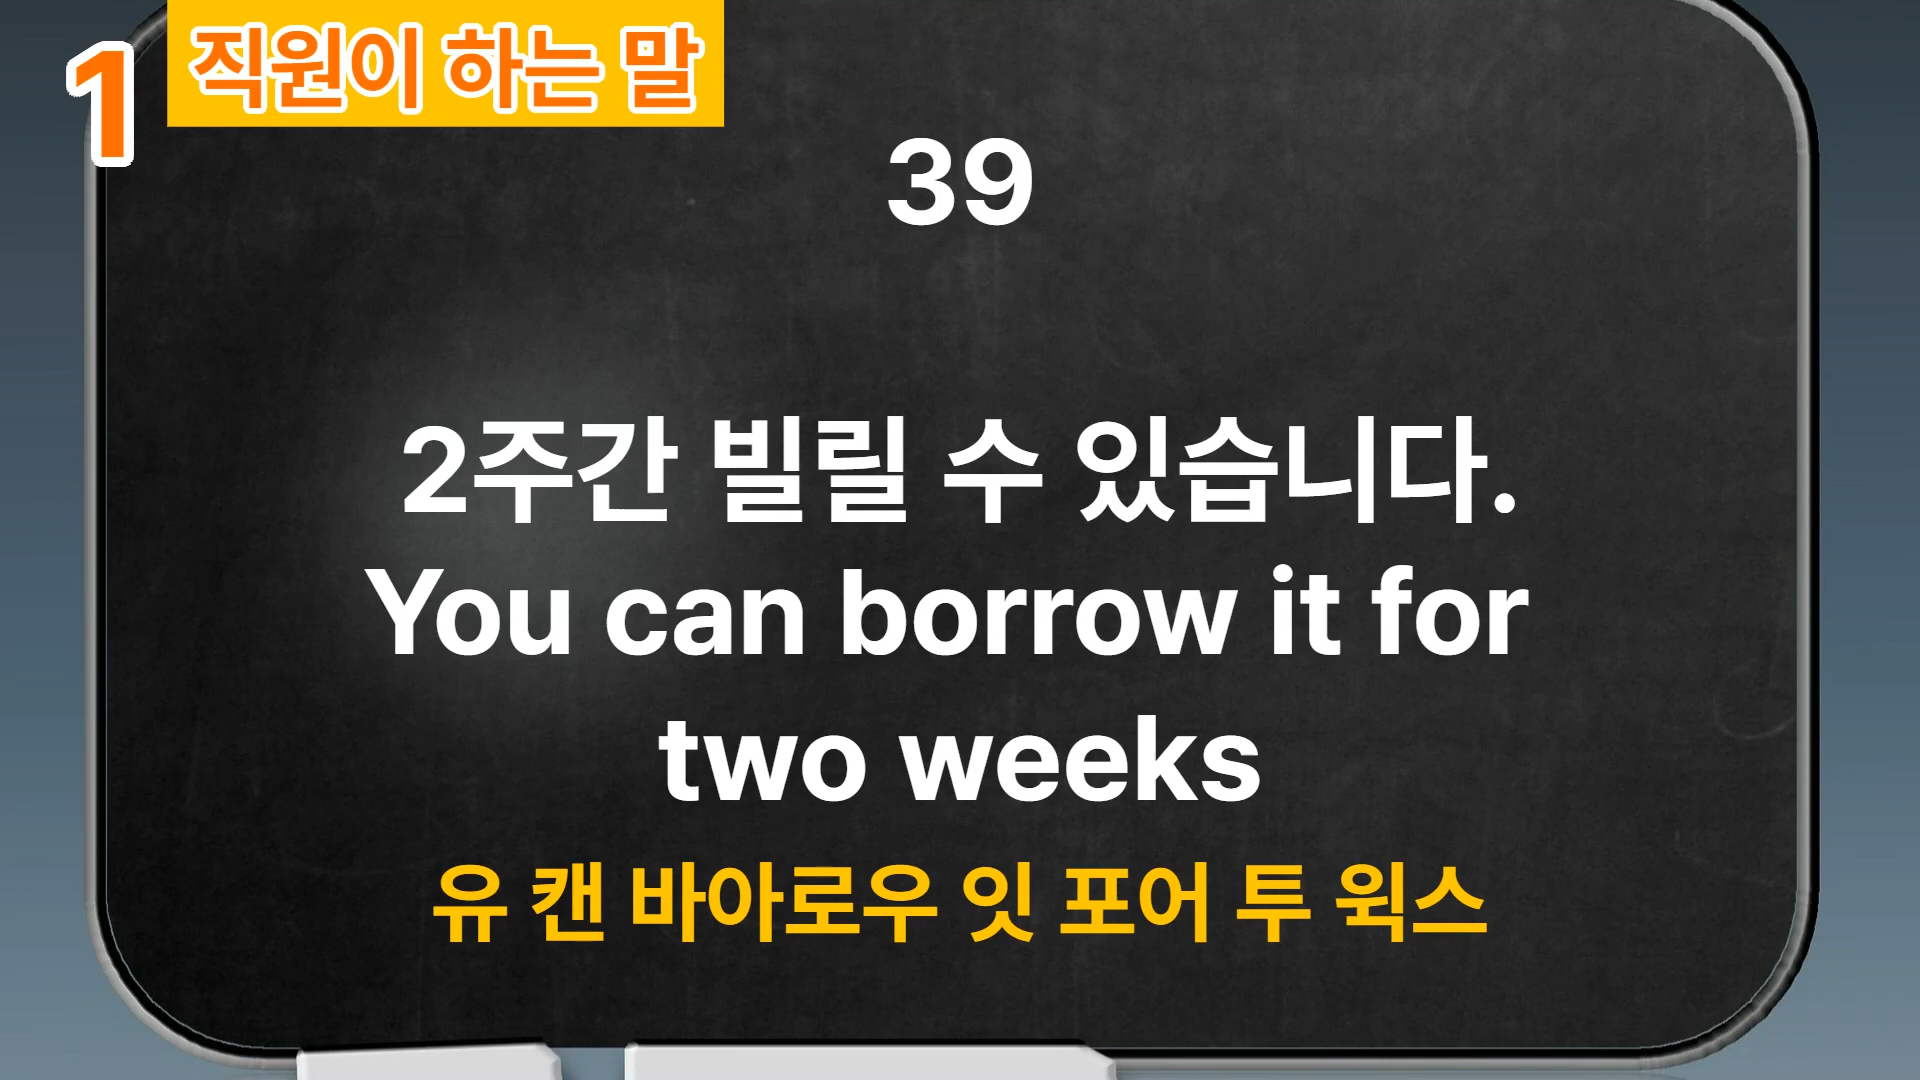 1
직원이 하는 말
39
2주간 빌릴 수 있습니다.
You can borrow it for
two weeks
유 캔 바아로우 잇 포어 투 윅스